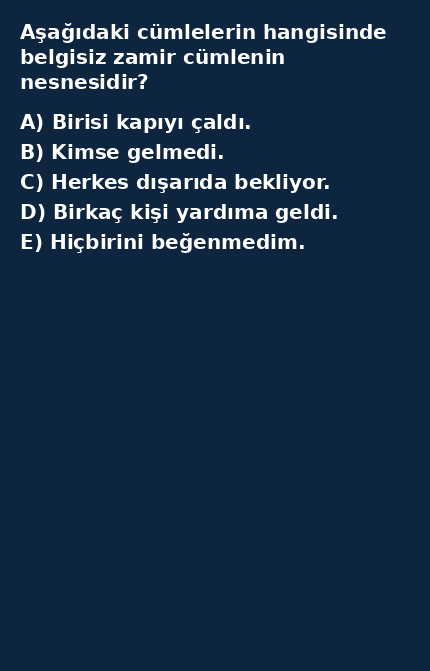 Aşağıdaki cümlelerin hangisinde
belgisiz zamir cümlenin
nesnesidir?
A) Birisi kapıyı çaldı.
B) Kimse gelmedi.
C) Herkes dışarıda bekliyor.
D) Birkaç kişi yardıma geldi.
E) Hiçbirini beğenmedim.